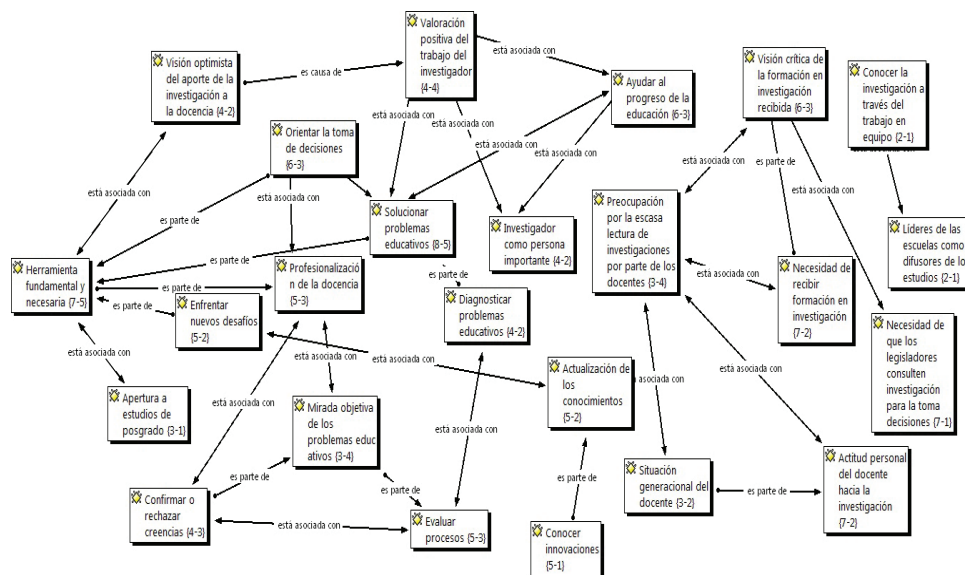 Visión optimista
del aporte de la
investigación a
la docencia {4-2}
es causa de
Valoración
positiva del
trabajo del
investigador
{4-4}
está asociada con
Ayudar al
progreso de la
educación {6-3}
Visión crítica de
la formación en
investigación
recibida {6-3}
Conocer la
investigación a
través del
trabajo en
equipo {2-1}
Orientar la toma
de decisiones
{6-3}
está asociada con
está asociada con
está asociada con
está asociada con
está asociada con
está asociada con
es parte de
está asociada con
está asociada con
está asociada con
es parte de
está asociada con
Solucionar
problemas
educativos {8-5}
Investigador
como persona
importante {4-2}
Preocupación
por la escasa
lectura de
investigaciones
por parte de los
docentes {3-4}
Líderes de las
escuelas como
difusores de los
estudios {2-1}
Herramienta
fundamental y
necesaria {7-5}
es parte de
es parte de
Profesionalizació
n de la docencia
{5-3}
es parte de
Enfrentar
nuevos desafíos
{5-2}
Diagnosticar
problemas
educativos {4-2}
está asociada con
Necesidad de
recibir
formación en
investigación
{7-2}
Necesidad de
que los
legisladores
consulten
investigación
para la toma
decisiones {7-1}
está asociada con
está asociada con
está asociada con
Actualización de
los
conocimientos
{5-2}
está asociada con
está asociada con
Apertura a
estudios de
posgrado {3-1}
está asociada con
Mirada objetiva
de los
problemas educ
ativos {3-4}
está asociada con
Situación
generacional del
docente {3-2}
es parte de
Actitud personal
del docente
hacia la
investigación
{7-2}
Confirmar o
rechazar
creencias {4-3}
es parte de
es parte de
está asociada con
Evaluar
procesos {5-3}
es parte de
Conocer
innovaciones
{5-1}